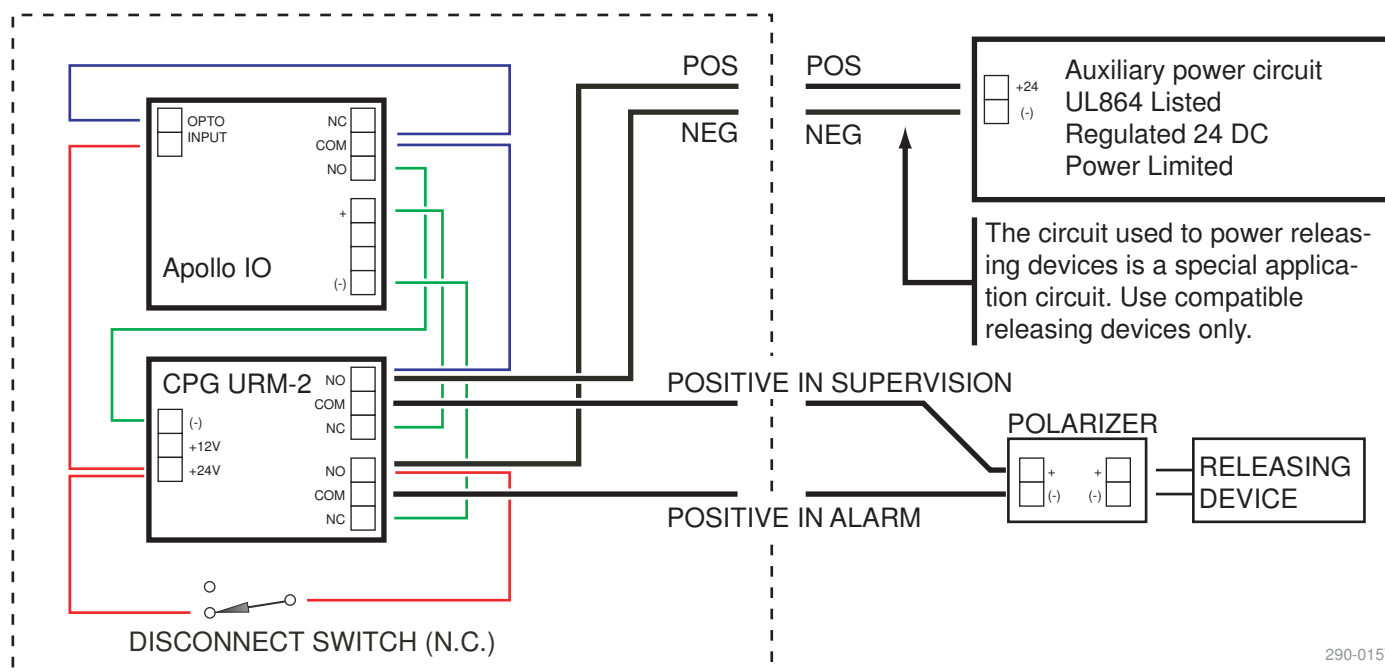 POS
NEG
POS
NEG
+24
(-)
Auxiliary power circuit
UL864 Listed
Regulated 24 DC
Power Limited
OPTO
INPUT
NC
COM
NO
+
(-)
Apollo IO
The circuit used to power releas-
ing devices is a special applica-
tion circuit. Use compatible
releasing devices only.
CPG URM-2
(-)
+12V
+24V
NO
COM
NC
NO
COM
NC
POSITIVE IN SUPERVISION
POSITIVE IN ALARM
POLARIZER
+
(-)
+
(-)
RELEASING
DEVICE
DISCONNECT SWITCH (N.C.)
290-015